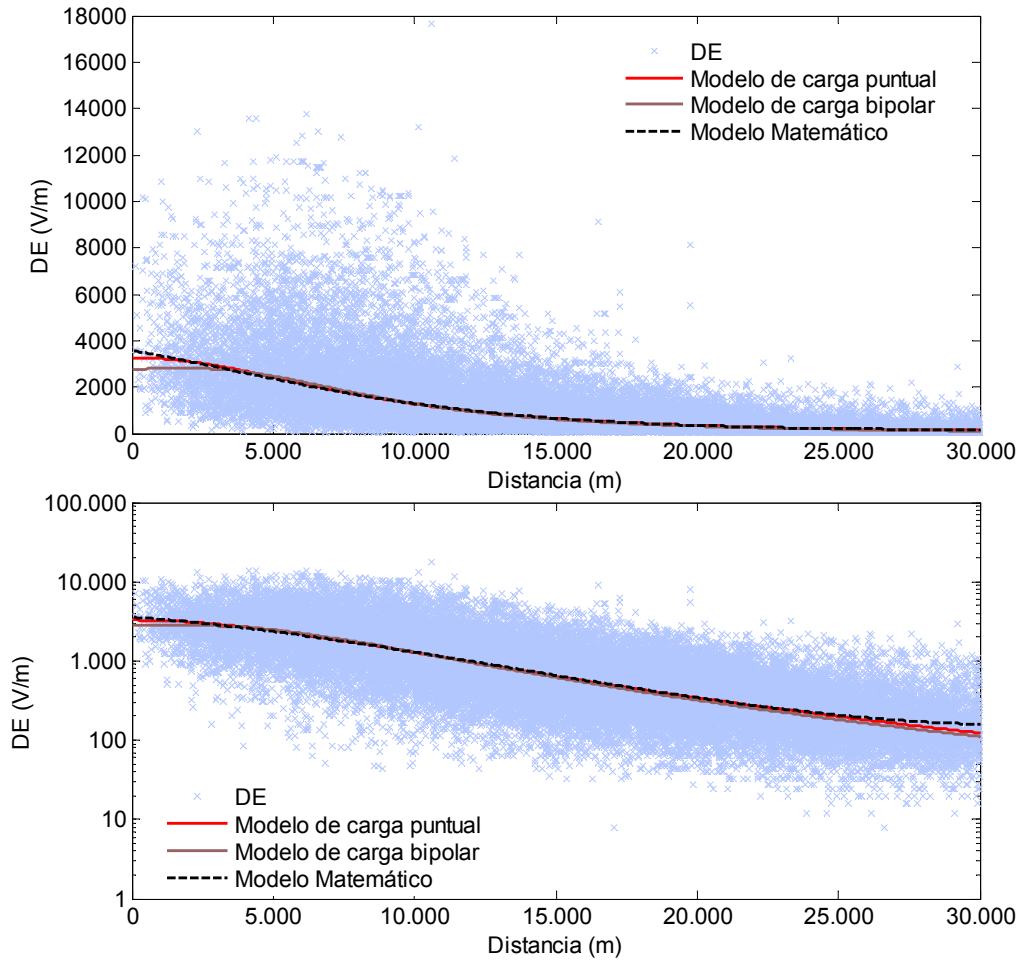 18000
16000
14000
12000
10000
8000
6000
4000
2000
0
DE (V/m)
DE
Modelo de carga puntual
Modelo de carga bipolar
Modelo Matemático
0 5.000 10.000 15.000 20.000 25.000 30.000
Distancia (m)
100.000
10.000
1.000
100
10
1
DE (V/m)
DE
Modelo de carga puntual
Modelo de carga bipolar
Modelo Matemático
0 5.000 10.000 15.000 20.000 25.000 30.000
Distancia (m)